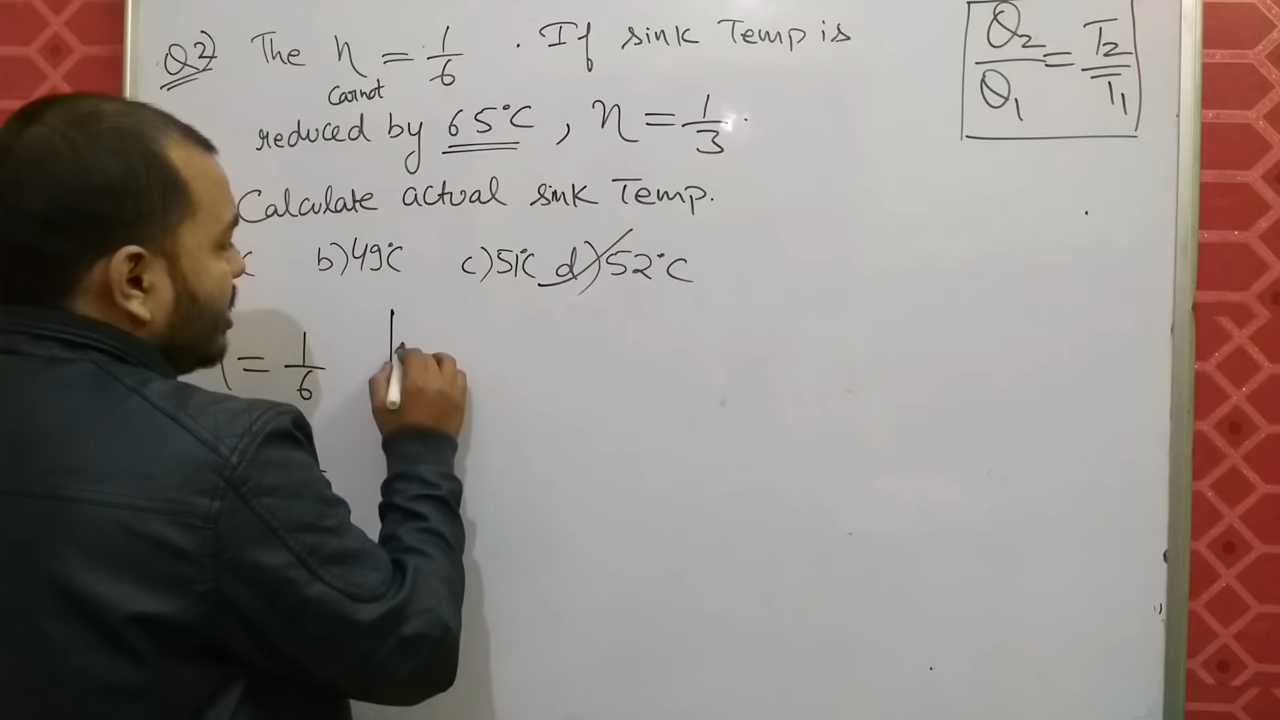 Q2) The η = 1/6 . If sink Temp is
Carnot
reduced by 65°C , η = 1/3 .
Calculate actual sink Temp.
b) 49°C c) 51°C d) 52°C
= 1/6
Q₂/Q₁ = T₂/T₁